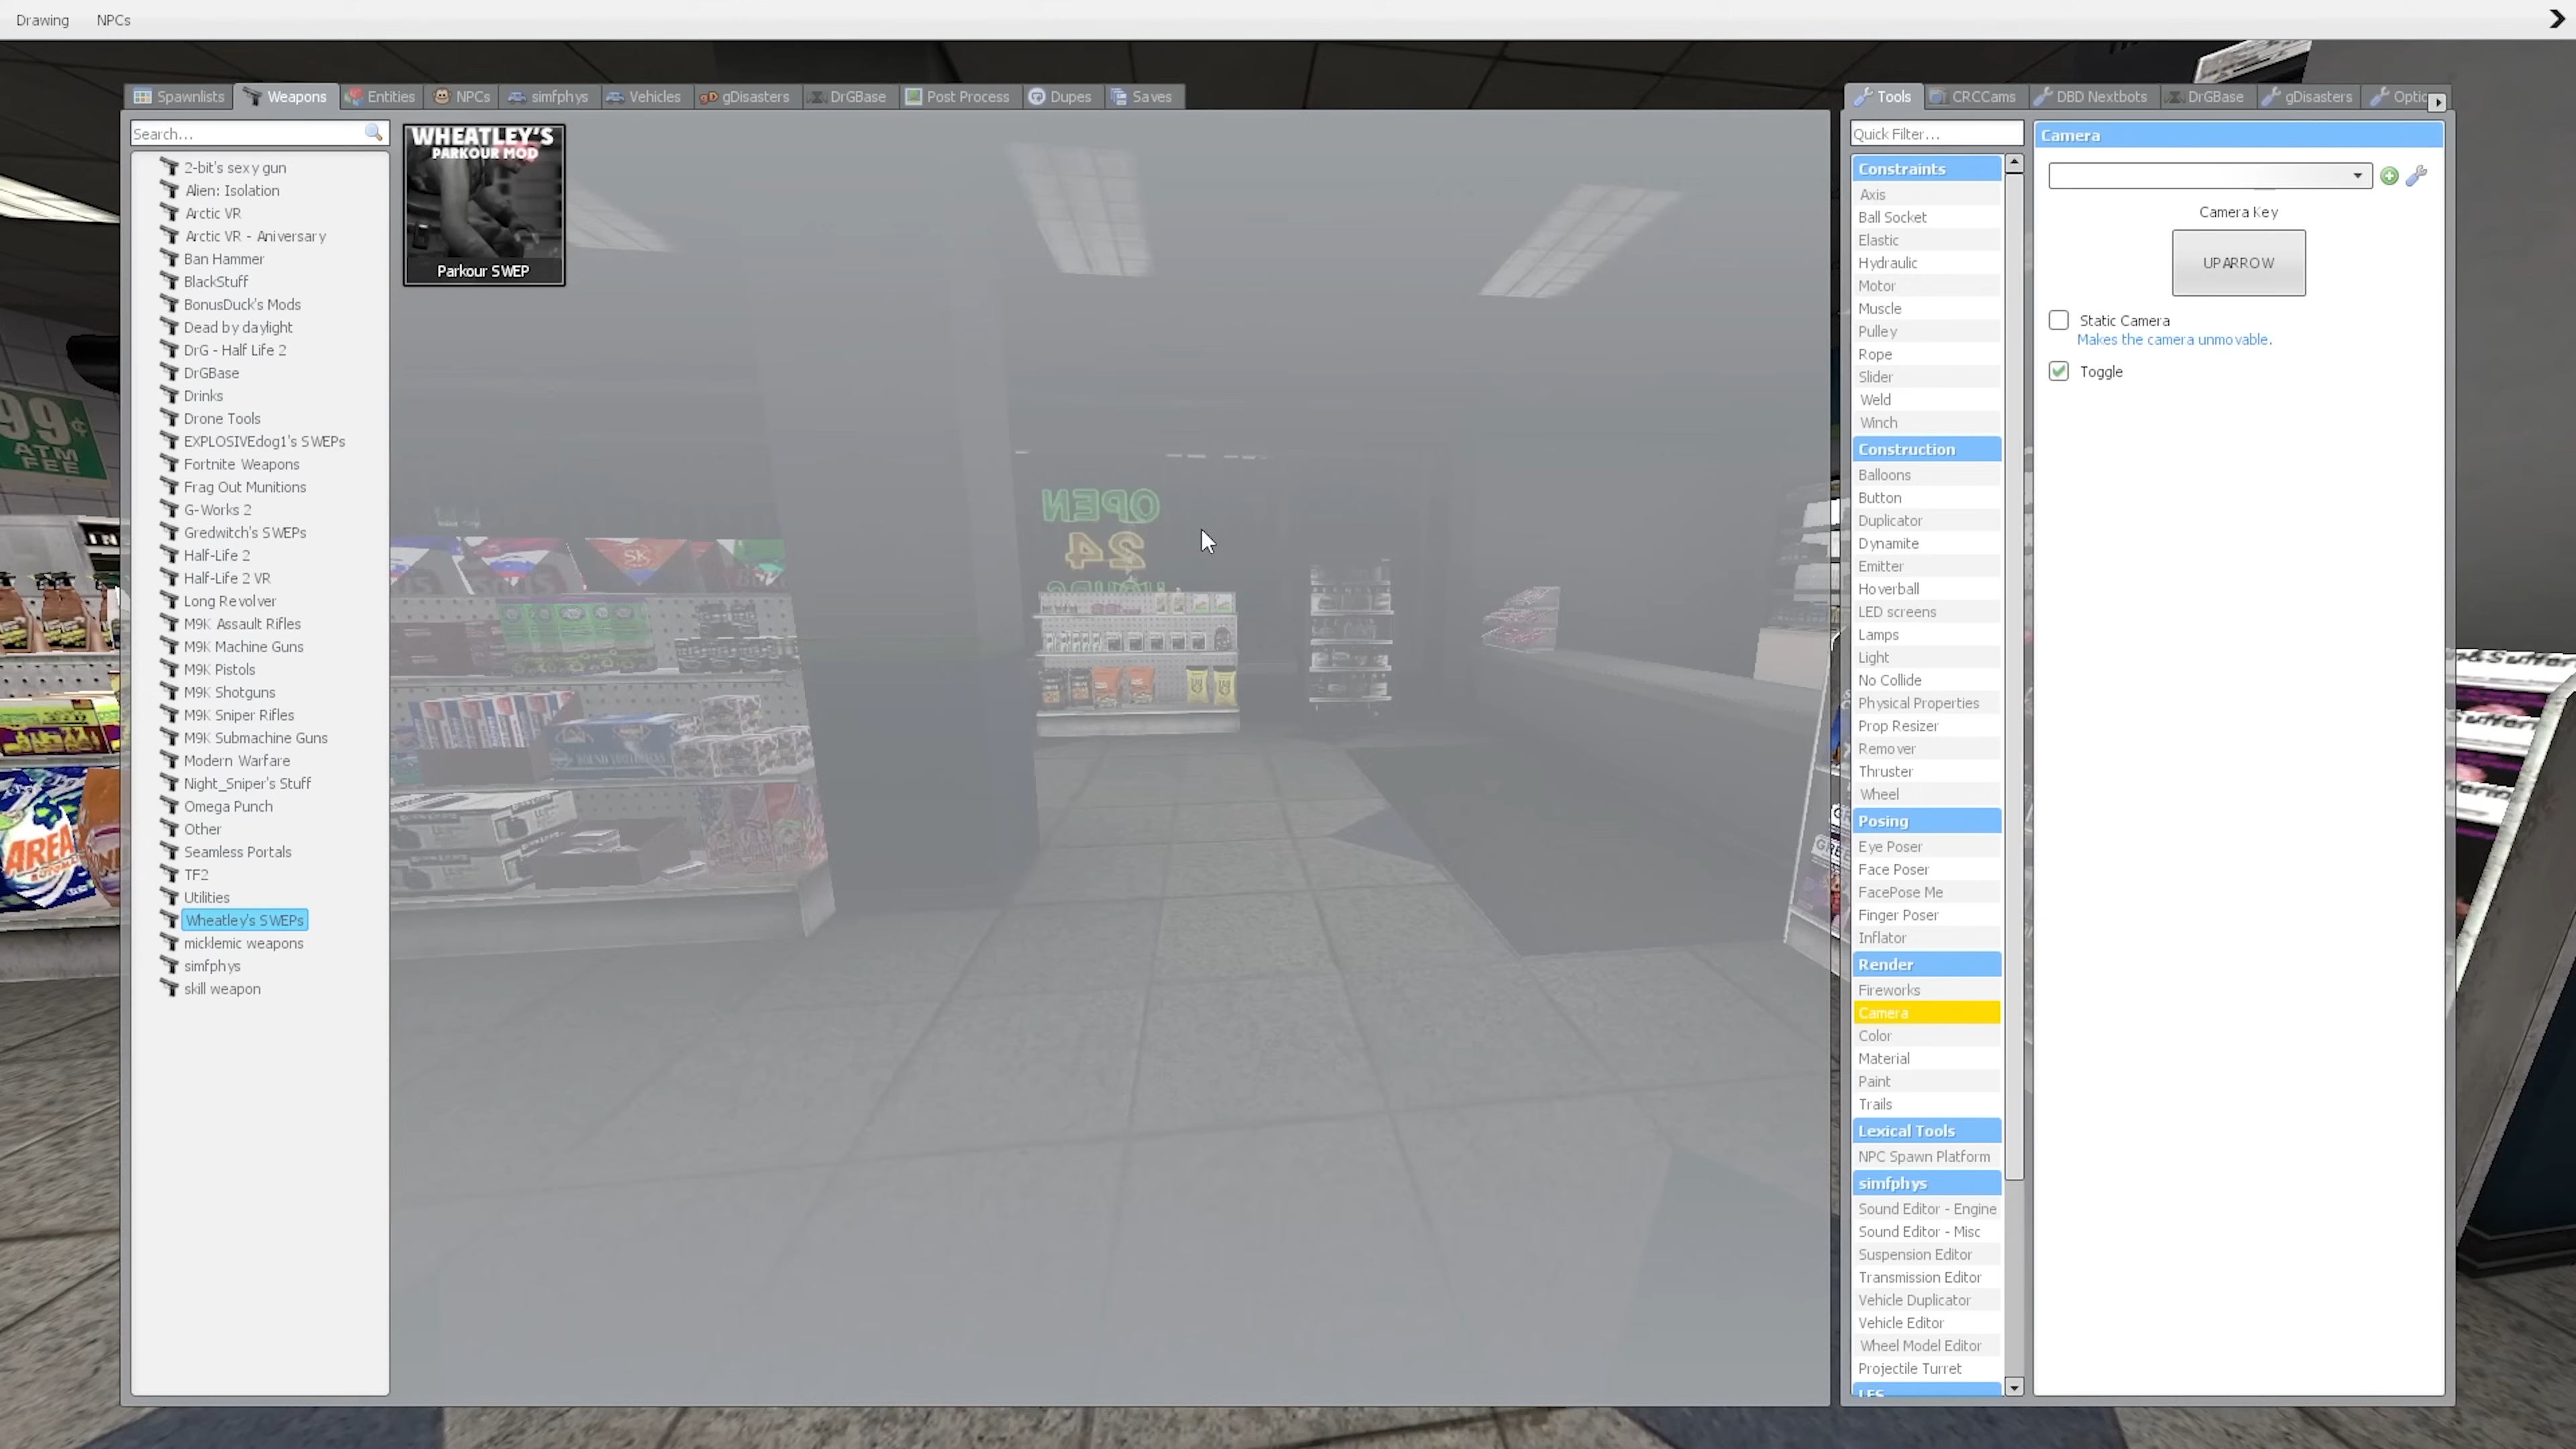 Drawing NPCs
Spawnlists Weapons Entities NPCs simfphys Vehicles gDisasters DrGBase Post Process Dupes Saves
Search...
2-bit's sexy gun
Alien: Isolation
Arctic VR
Arctic VR - Aniversary
Ban Hammer
BlackStuff
BonusDuck's Mods
Dead by daylight
DrG - Half Life 2
DrGBase
Drinks
Drone Tools
EXPLOSIVEdog1's SWEPs
Fortnite Weapons
Frag Out Munitions
G-Works 2
Gredwitch's SWEPs
Half-Life 2
Half-Life 2 VR
Long Revolver
M9K Assault Rifles
M9K Machine Guns
M9K Pistols
M9K Shotguns
M9K Sniper Rifles
M9K Submachine Guns
Modern Warfare
Night_Sniper's Stuff
Omega Punch
Other
Seamless Portals
TF2
Utilities
Wheatley's SWEPs
micklemic weapons
simfphys
skill weapon
WHEATLEY'S
PARKOUR MOD
Parkour SWEP
99¢
ATM
FEE
OPEN
24
SK
AREA
Tools CRCCams DBD Nextbots DrGBase gDisasters Optic
Quick Filter...
Constraints
Axis
Ball Socket
Elastic
Hydraulic
Motor
Muscle
Pulley
Rope
Slider
Weld
Winch
Construction
Balloons
Button
Duplicator
Dynamite
Emitter
Hoverball
LED screens
Lamps
Light
No Collide
Physical Properties
Prop Resizer
Remover
Thruster
Wheel
Posing
Eye Poser
Face Poser
FacePose Me
Finger Poser
Inflator
Render
Fireworks
Camera
Color
Material
Paint
Trails
Lexical Tools
NPC Spawn Platform
simfphys
Sound Editor - Engine
Sound Editor - Misc
Suspension Editor
Transmission Editor
Vehicle Duplicator
Vehicle Editor
Wheel Model Editor
Projectile Turret
LFS
Camera
Camera Key
UPARROW
Static Camera
Makes the camera unmovable.
Toggle